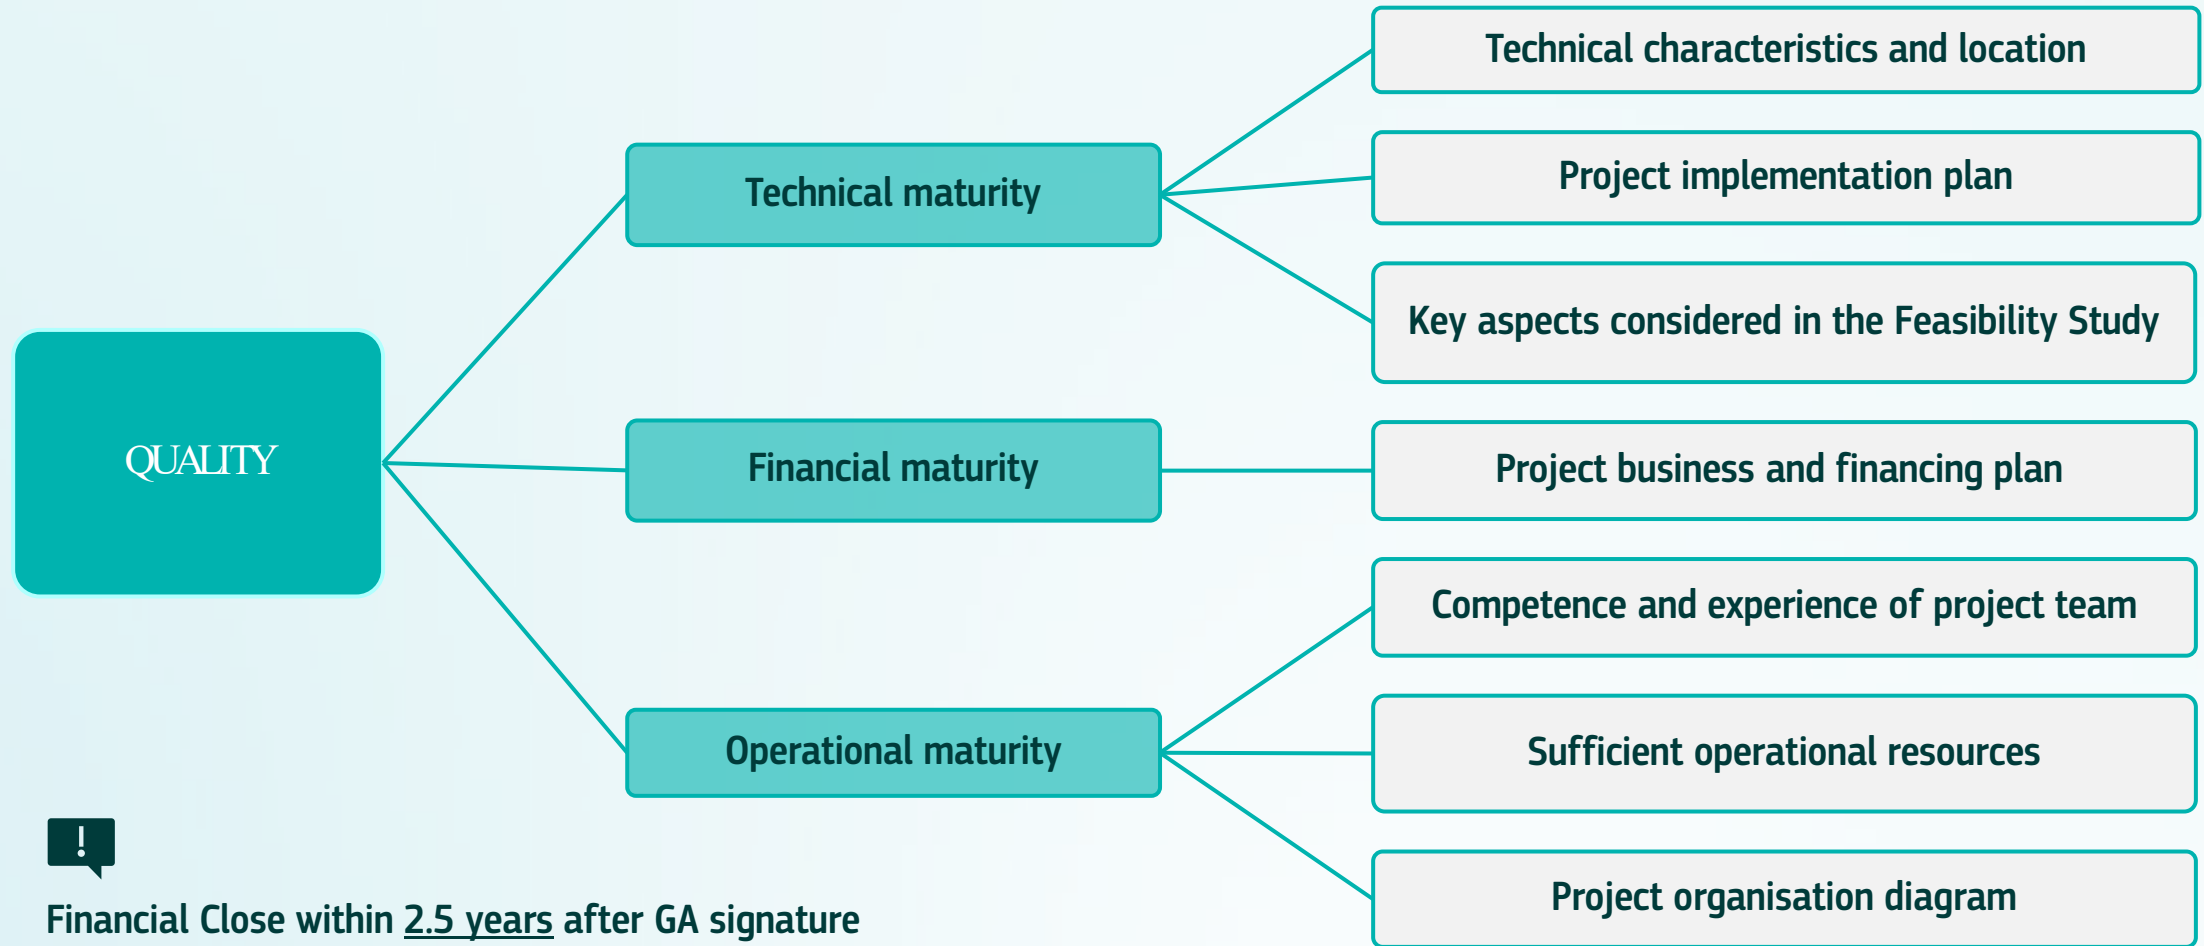 QUALITY
Technical maturity
Technical characteristics and location
Project implementation plan
Key aspects considered in the Feasibility Study
Financial maturity
Project business and financing plan
Operational maturity
Competence and experience of project team
Sufficient operational resources
Project organisation diagram
!
Financial Close within 2.5 years after GA signature